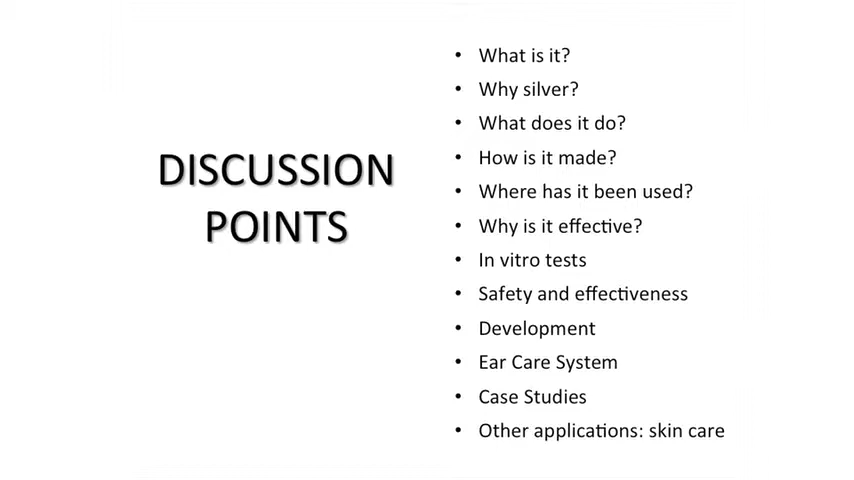 DISCUSSION
POINTS
• What is it?
• Why silver?
• What does it do?
• How is it made?
• Where has it been used?
• Why is it effective?
• In vitro tests
• Safety and effectiveness
• Development
• Ear Care System
• Case Studies
• Other applications: skin care